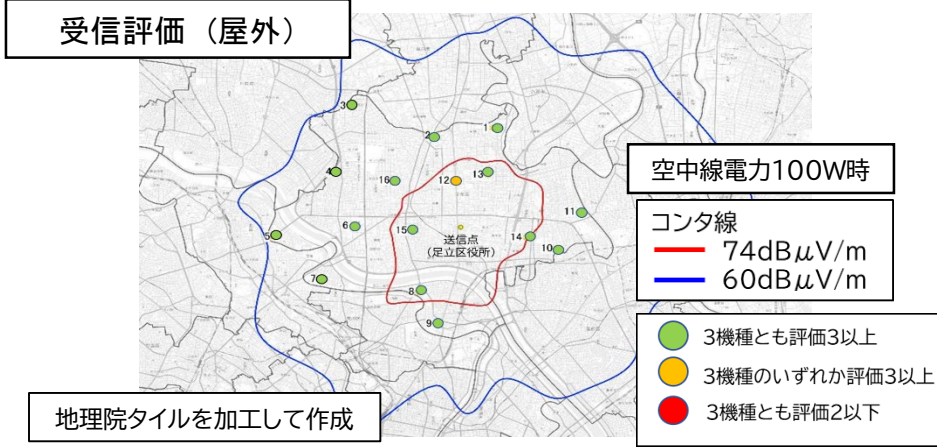 受信評価（屋外）
3
1
2
4
13
16
12
11
6
15
送信点
(足立区役所)
14
5
10
7
8
9
空中線電力100W時
コンタ線
74dBμV/m
60dBμV/m
3機種とも評価3以上
3機種のいずれか評価3以上
3機種とも評価2以下
地理院タイルを加工して作成